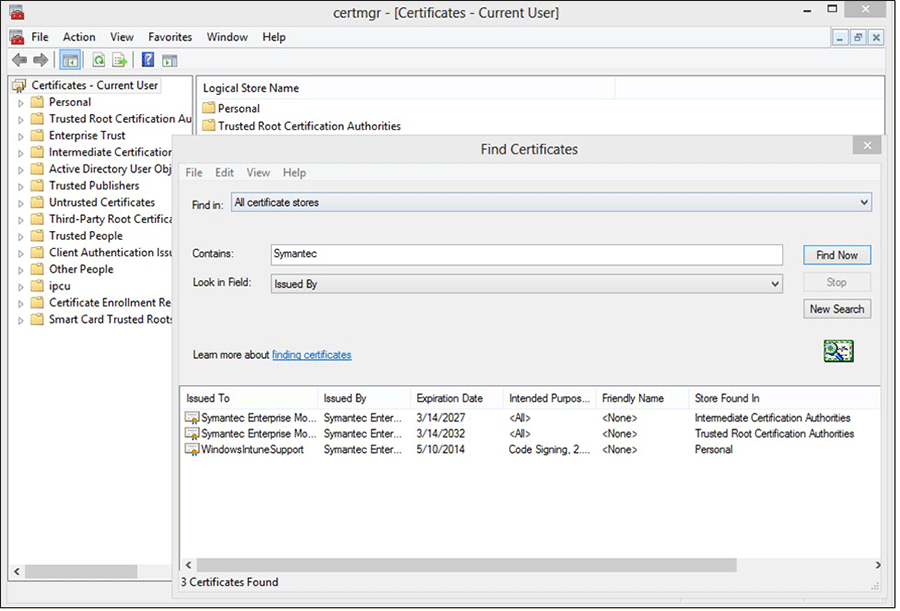 certmgr - [Certificates - Current User]
File Action View Favorites Window Help
Certificates - Current User
Personal
Trusted Root Certification Au
Enterprise Trust
Intermediate Certification
Active Directory User Obj
Trusted Publishers
Untrusted Certificates
Third-Party Root Certifica
Trusted People
Client Authentication Issu
Other People
ipcu
Certificate Enrollment Re
Smart Card Trusted Roots
Logical Store Name
Personal
Trusted Root Certification Authorities
Find Certificates
File Edit View Help
Find in: All certificate stores
Contains: Symantec Find Now
Look in Field: Issued By Stop
New Search
Learn more about finding certificates
Issued To Issued By Expiration Date Intended Purpos... Friendly Name Store Found In
Symantec Enterprise Mo... Symantec Enter... 3/14/2027 <All> <None> Intermediate Certification Authorities
Symantec Enterprise Mo... Symantec Enter... 3/14/2032 <All> <None> Trusted Root Certification Authorities
WindowsIntuneSupport Symantec Enter... 5/10/2014 Code Signing, 2.... <None> Personal
3 Certificates Found